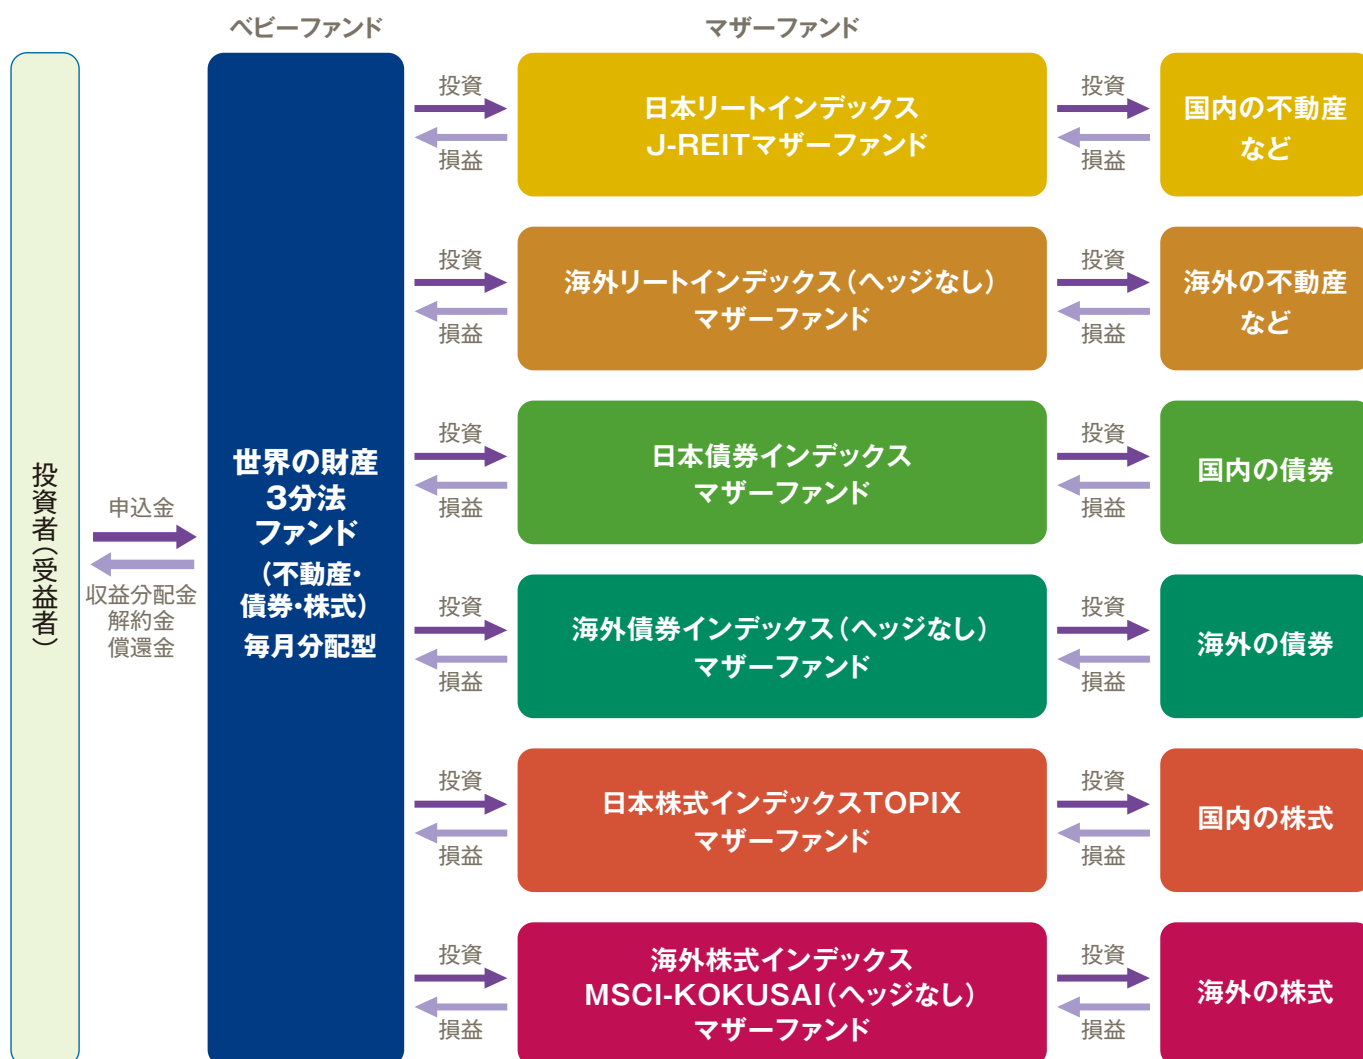 ベビーファンド
マザーファンド
投資者（受益者）
申込金
収益分配金
解約金
償還金
世界の財産
3分法
ファンド
（不動産・
債券・株式）
毎月分配型
投資
損益
日本リートインデックス
J-REITマザーファンド
投資
損益
国内の不動産
など
投資
損益
海外リートインデックス（ヘッジなし）
マザーファンド
投資
損益
海外の不動産
など
投資
損益
日本債券インデックス
マザーファンド
投資
損益
国内の債券
投資
損益
海外債券インデックス（ヘッジなし）
マザーファンド
投資
損益
海外の債券
投資
損益
日本株式インデックスTOPIX
マザーファンド
投資
損益
国内の株式
投資
損益
海外株式インデックス
MSCI-KOKUSAI（ヘッジなし）
マザーファンド
投資
損益
海外の株式